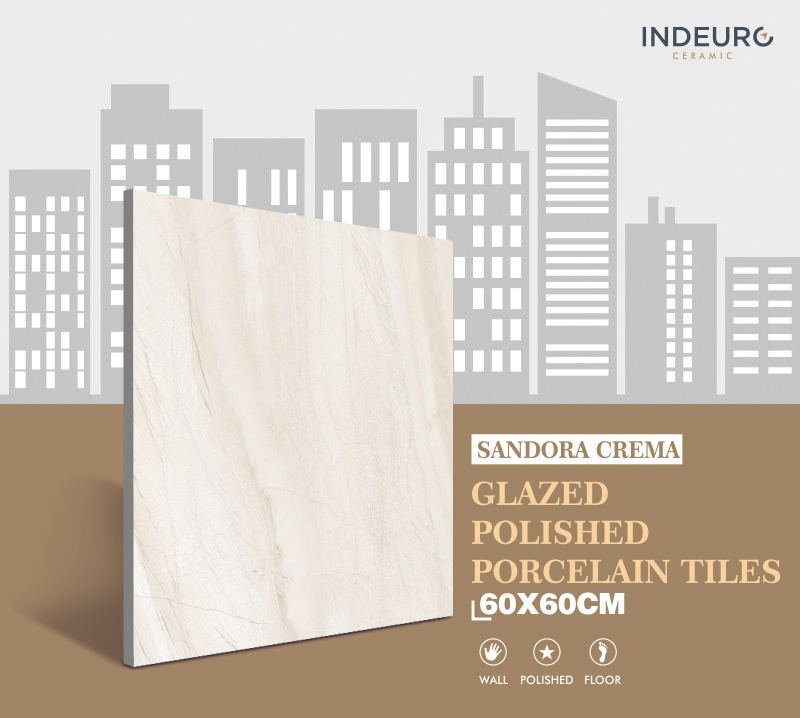 INDEURO
CERAMIC
SANDORA CREMA
GLAZED
POLISHED
PORCELAIN TILES
60X60CM
WALL POLISHED FLOOR